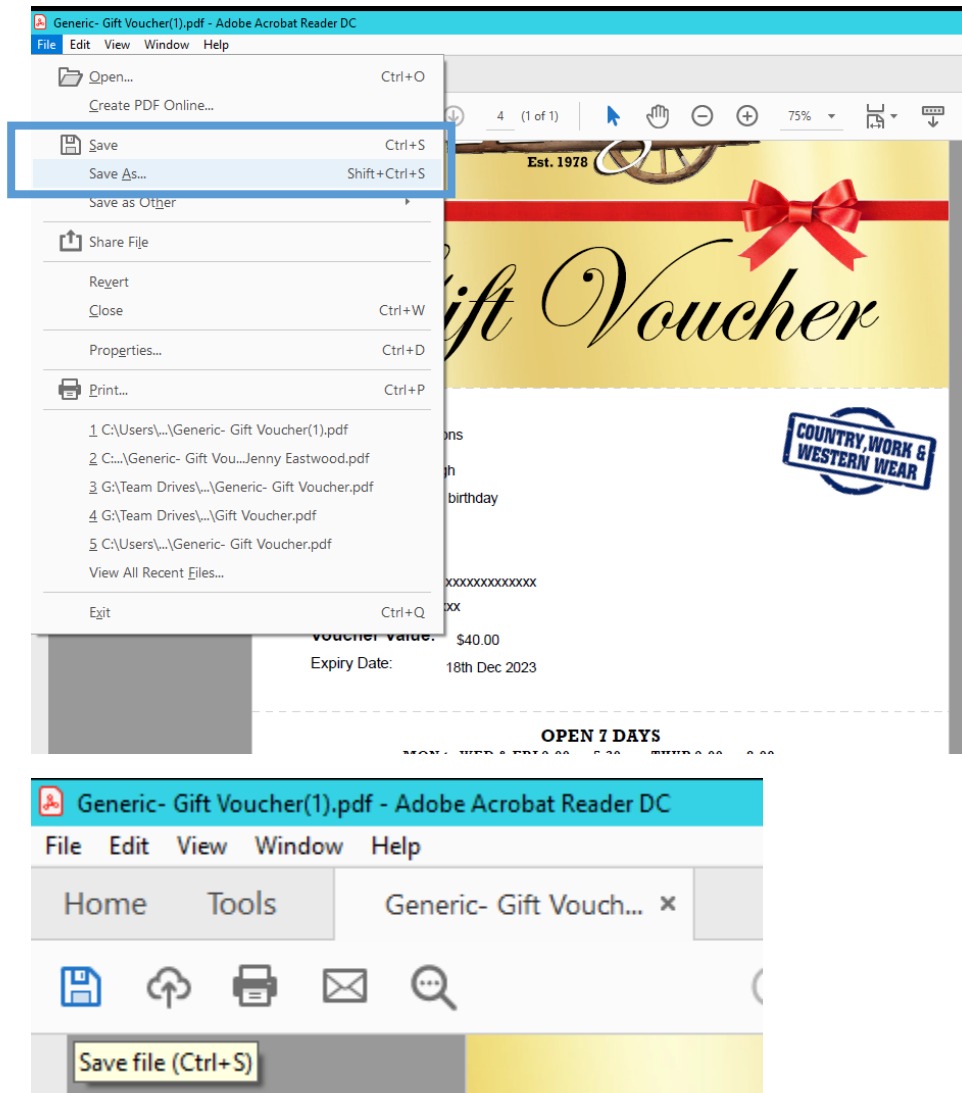 Generic- Gift Voucher(1).pdf - Adobe Acrobat Reader DC
File Edit View Window Help
Open... Ctrl+O
Create PDF Online...
4 (1 of 1) 75%
Save Ctrl+S
Save As... Shift+Ctrl+S
Save as Other
Share File
Revert
Close Ctrl+W
Properties... Ctrl+D
Print... Ctrl+P
1 C:\Users\...\Generic- Gift Voucher(1).pdf
2 C:...\Generic- Gift Vou...Jenny Eastwood.pdf
3 G:\Team Drives\...\Generic- Gift Voucher.pdf
4 G:\Team Drives\...\Gift Voucher.pdf
5 C:\Users\...\Generic- Gift Voucher.pdf
View All Recent Files...
Exit Ctrl+Q
Est. 1978
ift Voucher
COUNTRY, WORK &
WESTERN WEAR
ons
gh
birthday
xxxxxxxxxxxxx
xxx
Voucher Value: $40.00
Expiry Date: 18th Dec 2023
OPEN 7 DAYS
Generic- Gift Voucher(1).pdf - Adobe Acrobat Reader DC
File Edit View Window Help
Home Tools Generic- Gift Vouch... ×
Save file (Ctrl+S)